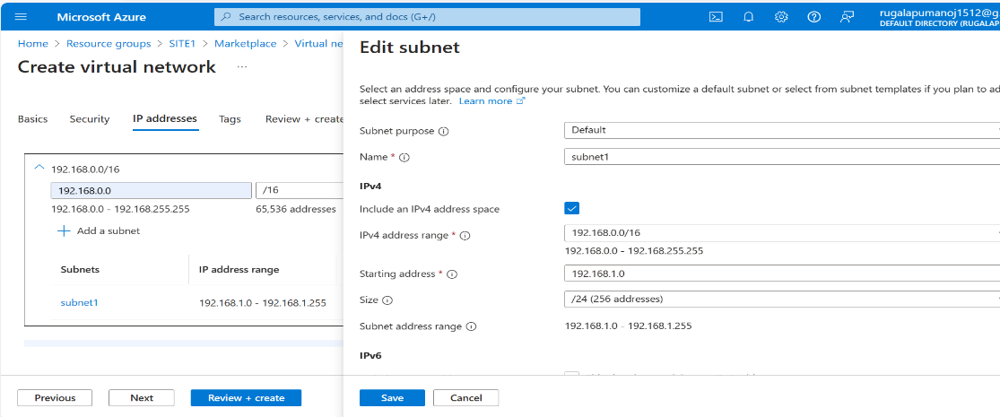 Microsoft Azure
Search resources, services, and docs (G+/)
rugalapumanoj1512@g
DEFAULT DIRECTORY (RUGALAP
Home > Resource groups > SITE1 > Marketplace > Virtual ne
Create virtual network ...
Basics Security IP addresses Tags Review + create
192.168.0.0/16
192.168.0.0 /16
192.168.0.0 - 192.168.255.255 65,536 addresses
+ Add a subnet
Subnets IP address range
subnet1 192.168.1.0 - 192.168.1.255
Previous Next Review + create
Edit subnet
Select an address space and configure your subnet. You can customize a default subnet or select from subnet templates if you plan to ad
select services later. Learn more
Subnet purpose Default
Name * subnet1
IPv4
Include an IPv4 address space
IPv4 address range * 192.168.0.0/16
192.168.0.0 - 192.168.255.255
Starting address * 192.168.1.0
Size /24 (256 addresses)
Subnet address range 192.168.1.0 - 192.168.1.255
IPv6
Save Cancel